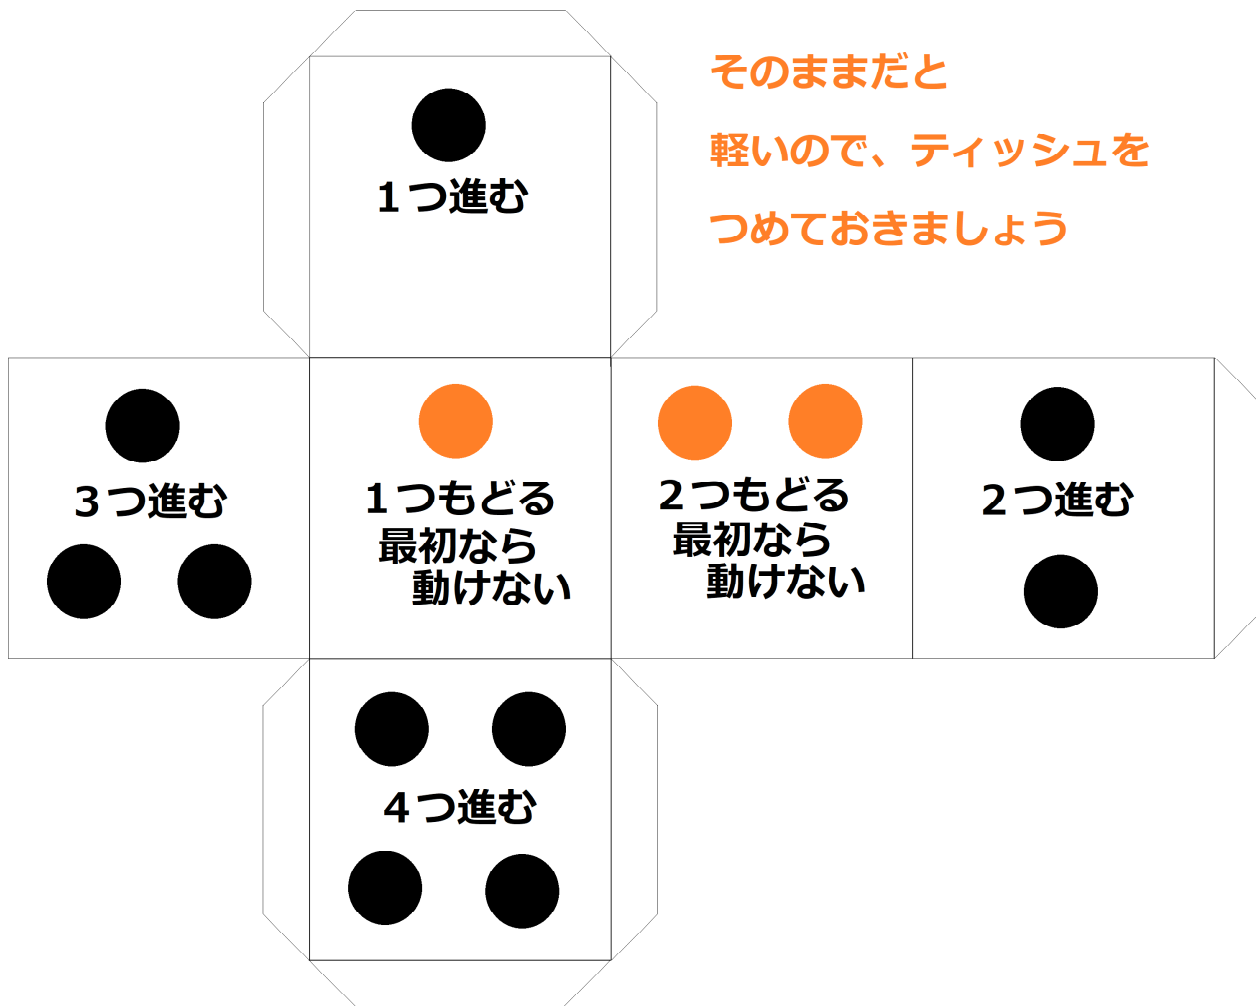 そのままだと
軽いので、ティッシュを
つめておきましょう
１つ進む
３つ進む
１つもどる
最初なら
動けない
２つもどる
最初なら
動けない
２つ進む
４つ進む